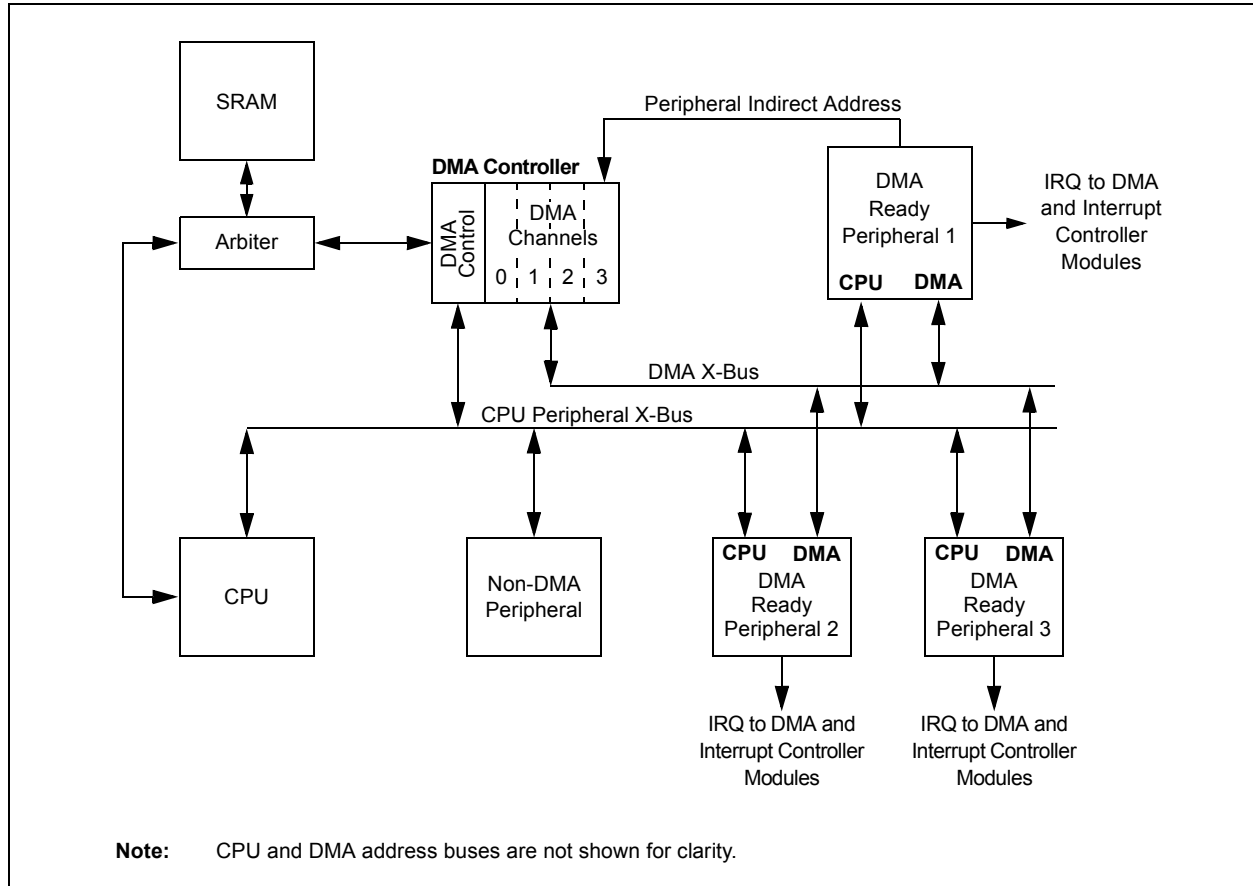 SRAM
Peripheral Indirect Address
DMA Controller
DMA
Ready
Peripheral 1
IRQ to DMA
and Interrupt
Controller
Modules
Arbiter
DMA
Control
DMA
Channels
0 1 2 3
CPU DMA
DMA X-Bus
CPU Peripheral X-Bus
CPU
Non-DMA
Peripheral
CPU DMA
DMA
Ready
Peripheral 2
CPU DMA
DMA
Ready
Peripheral 3
IRQ to DMA and
Interrupt Controller
Modules
IRQ to DMA and
Interrupt Controller
Modules
Note: CPU and DMA address buses are not shown for clarity.